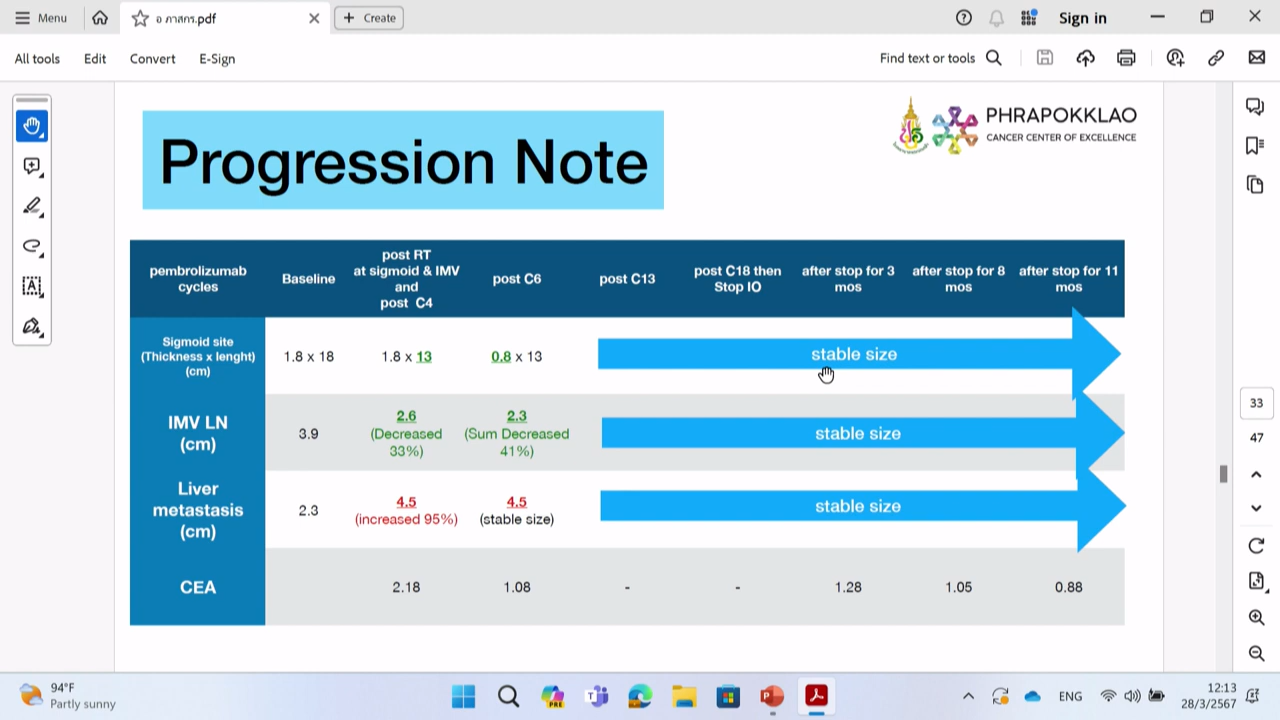 Menu
อ ภาสกร.pdf
Create
Sign in
All tools
Edit
Convert
E-Sign
Find text or tools
Progression Note
PHRAPOKKLAO
CANCER CENTER OF EXCELLENCE
pembrolizumab
cycles
Baseline
post RT
at sigmoid & IMV
and
post C4
post C6
post C13
post C18 then
Stop IO
after stop for 3
mos
after stop for 8
mos
after stop for 11
mos
Sigmoid site
(Thickness x lenght)
(cm)
1.8 x 18
1.8 x 13
0.8 x 13
stable size
IMV LN
(cm)
3.9
2.6
(Decreased
33%)
2.3
(Sum Decreased
41%)
stable size
Liver
metastasis
(cm)
2.3
4.5
(increased 95%)
4.5
(stable size)
stable size
CEA
2.18
1.08
-
-
1.28
1.05
0.88
33
47
94°F
Partly sunny
ENG
12:13
28/3/2567